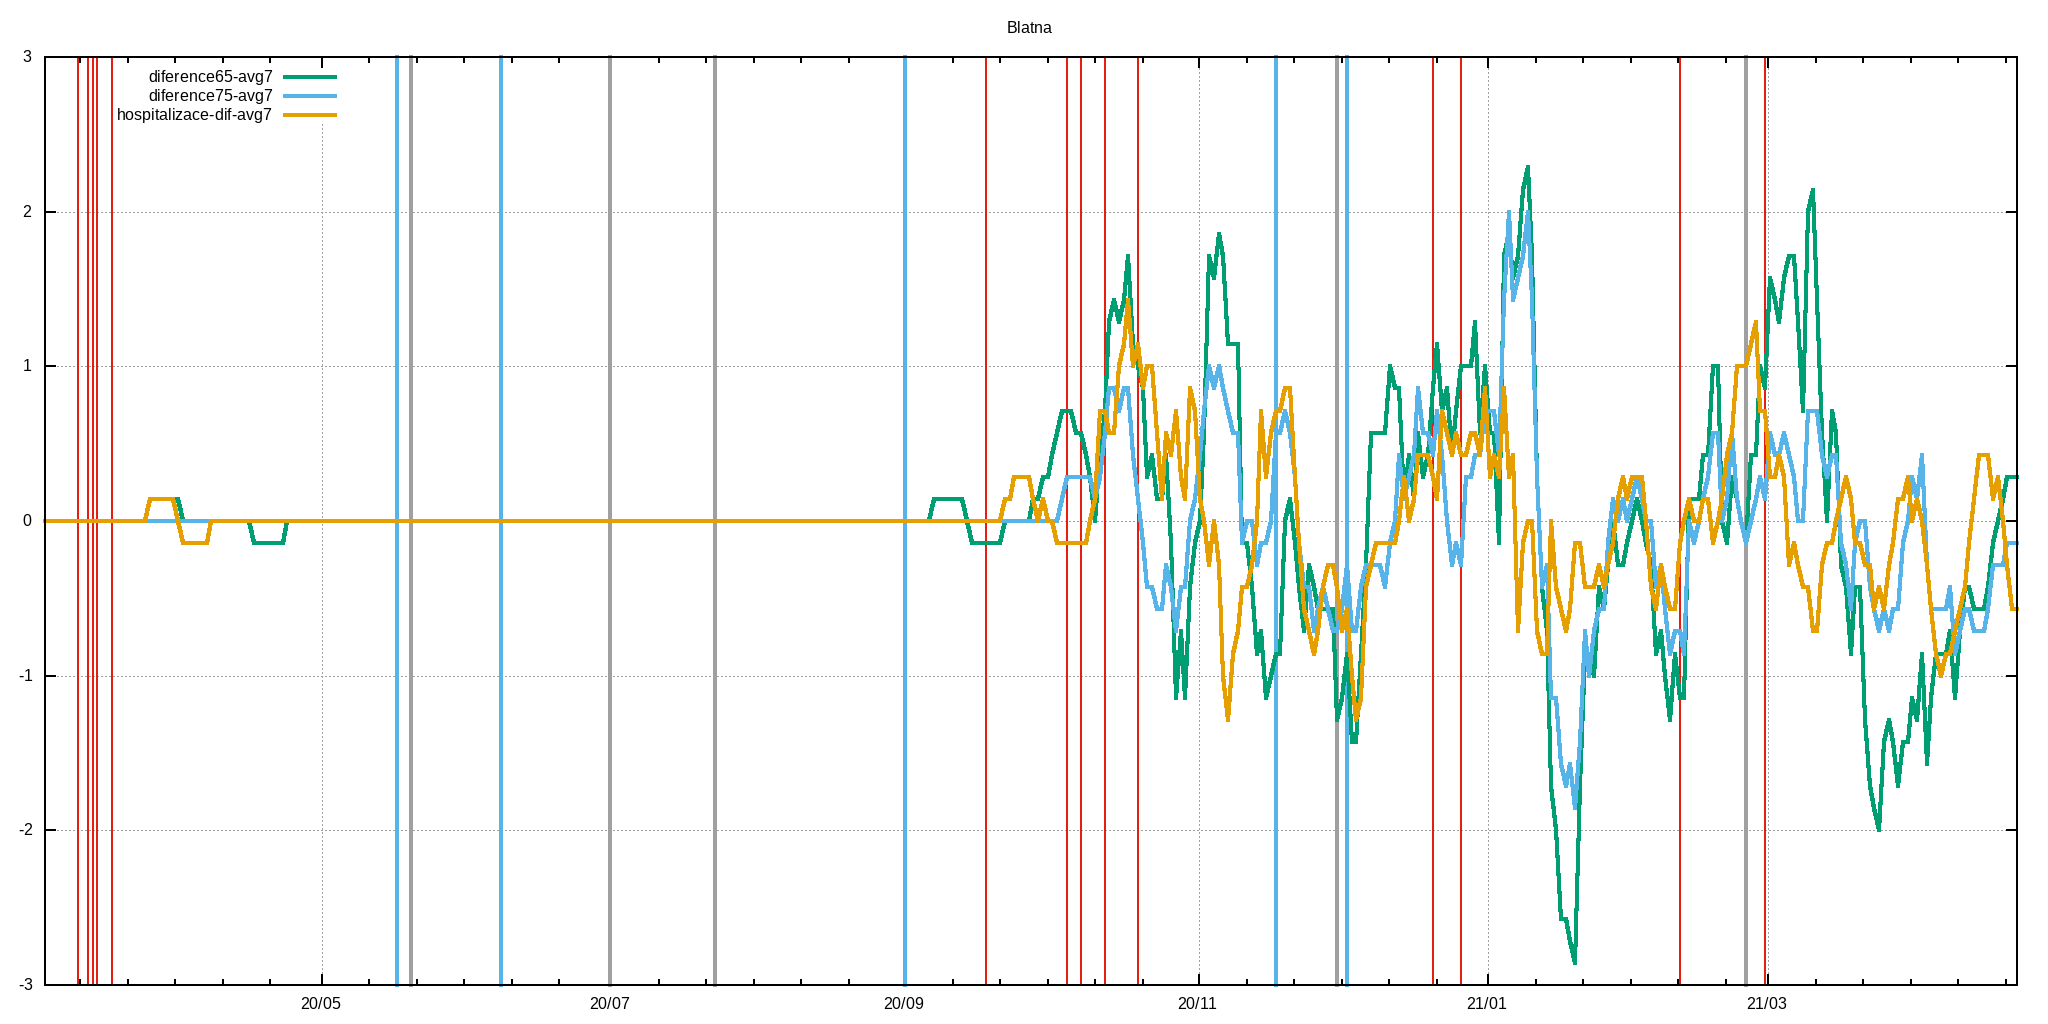 Blatna
3
diference65-avg7
diference75-avg7
hospitalizace-dif-avg7
2
1
0
-1
-2
-3
20/05 20/07 20/09 20/11 21/01 21/03